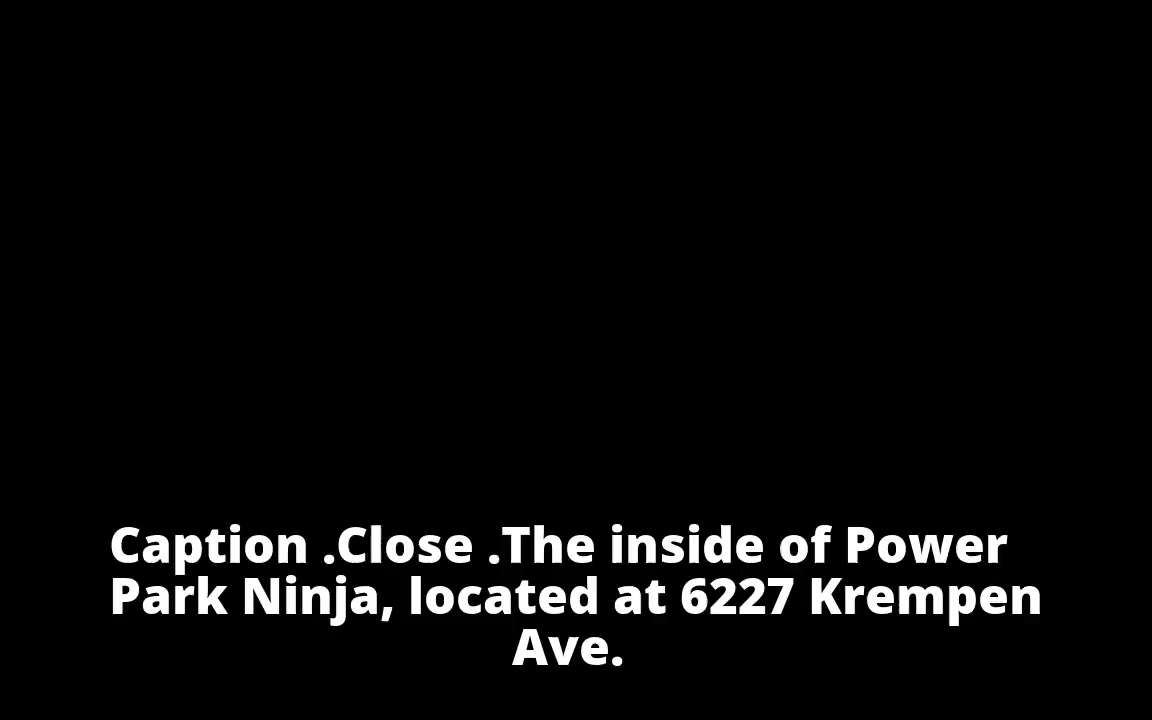 Caption .Close .The inside of Power
Park Ninja, located at 6227 Krempen
Ave.